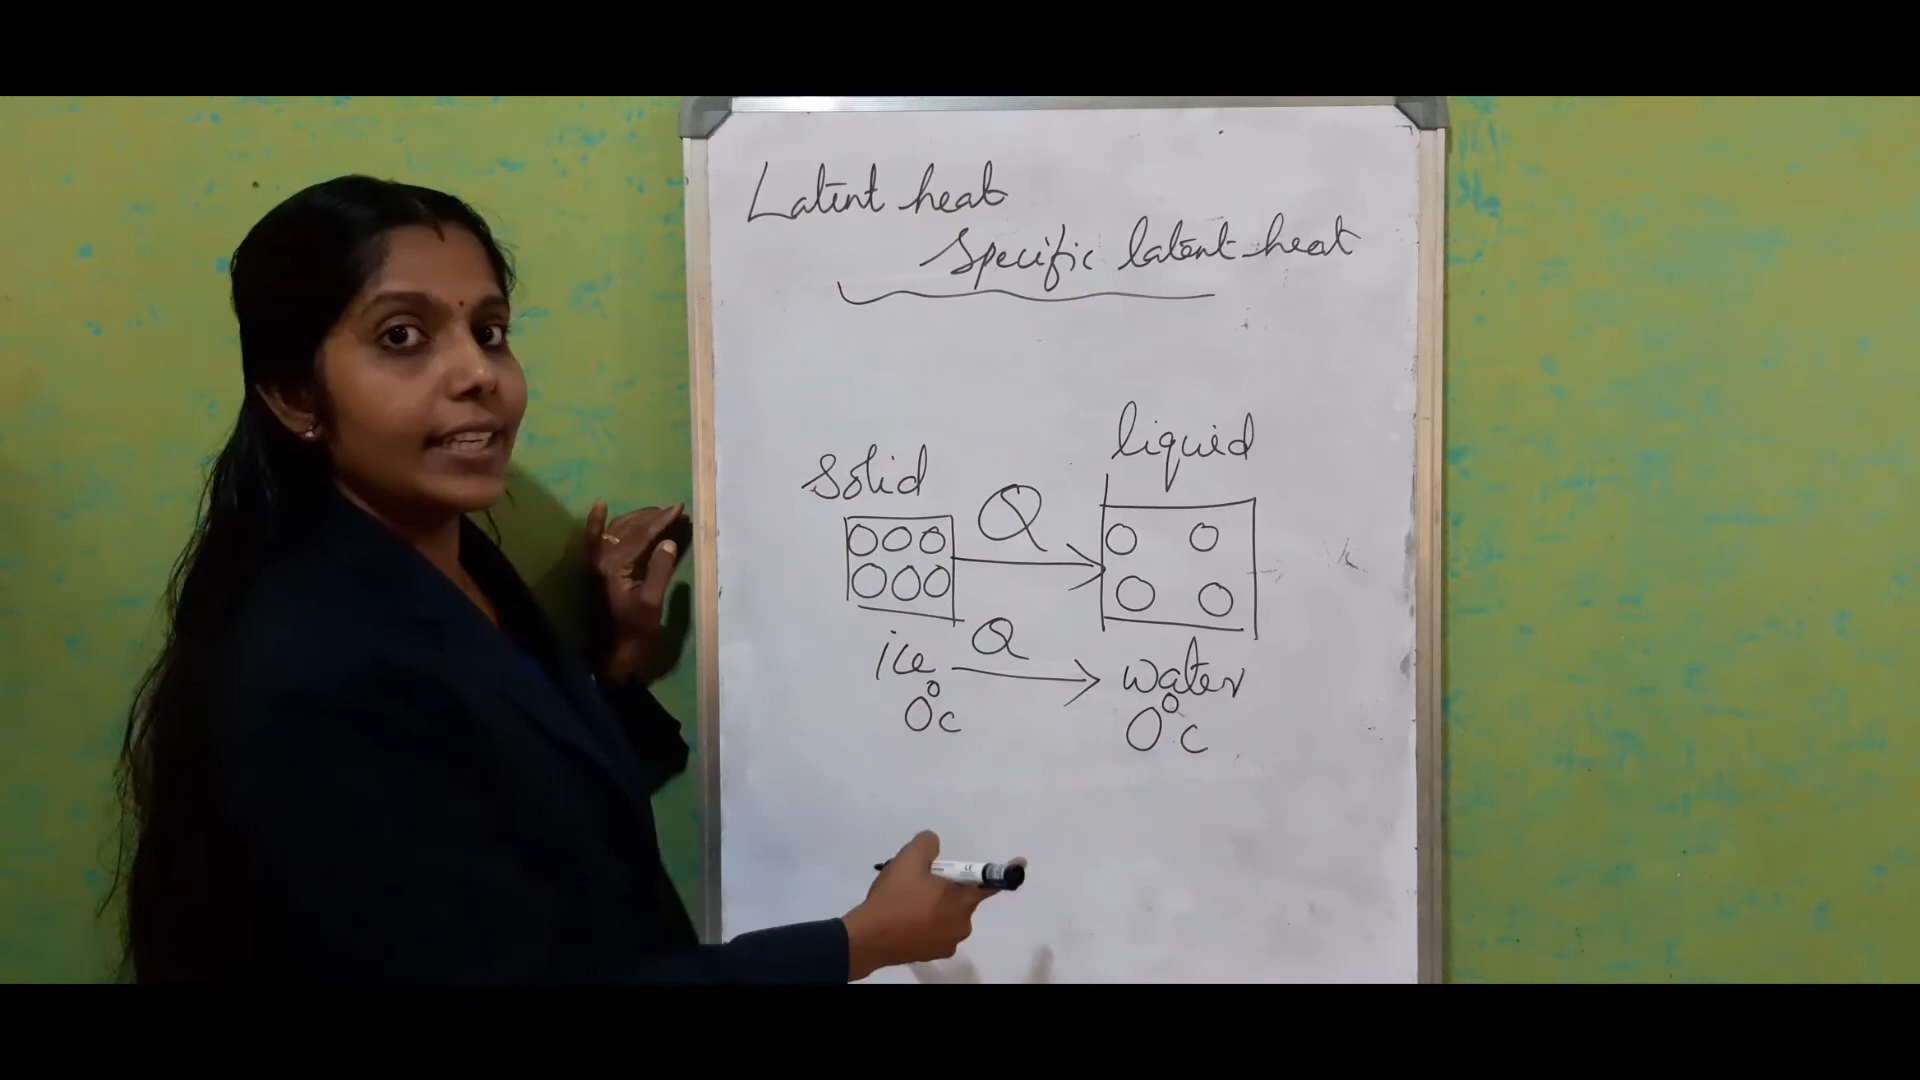 Latent heat
Specific latent heat
Solid
liquid
Q
Q
ice
water
0°c
0°c